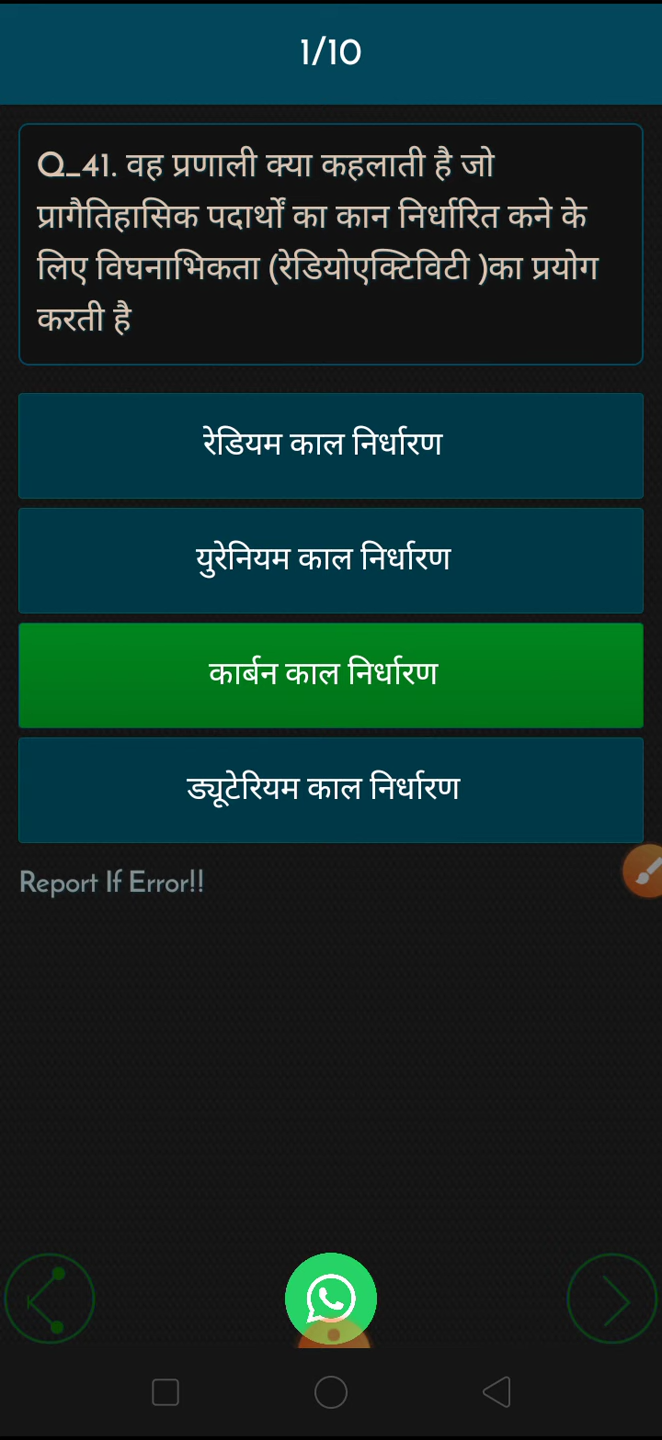 1/10
Q_41. वह प्रणाली क्या कहलाती है जो
प्रागैतिहासिक पदार्थों का कान निर्धारित कने के
लिए विघनाभिकता (रेडियोएक्टिविटी )का प्रयोग
करती है
रेडियम काल निर्धारण
युरेनियम काल निर्धारण
कार्बन काल निर्धारण
ड्यूटेरियम काल निर्धारण
Report If Error!!